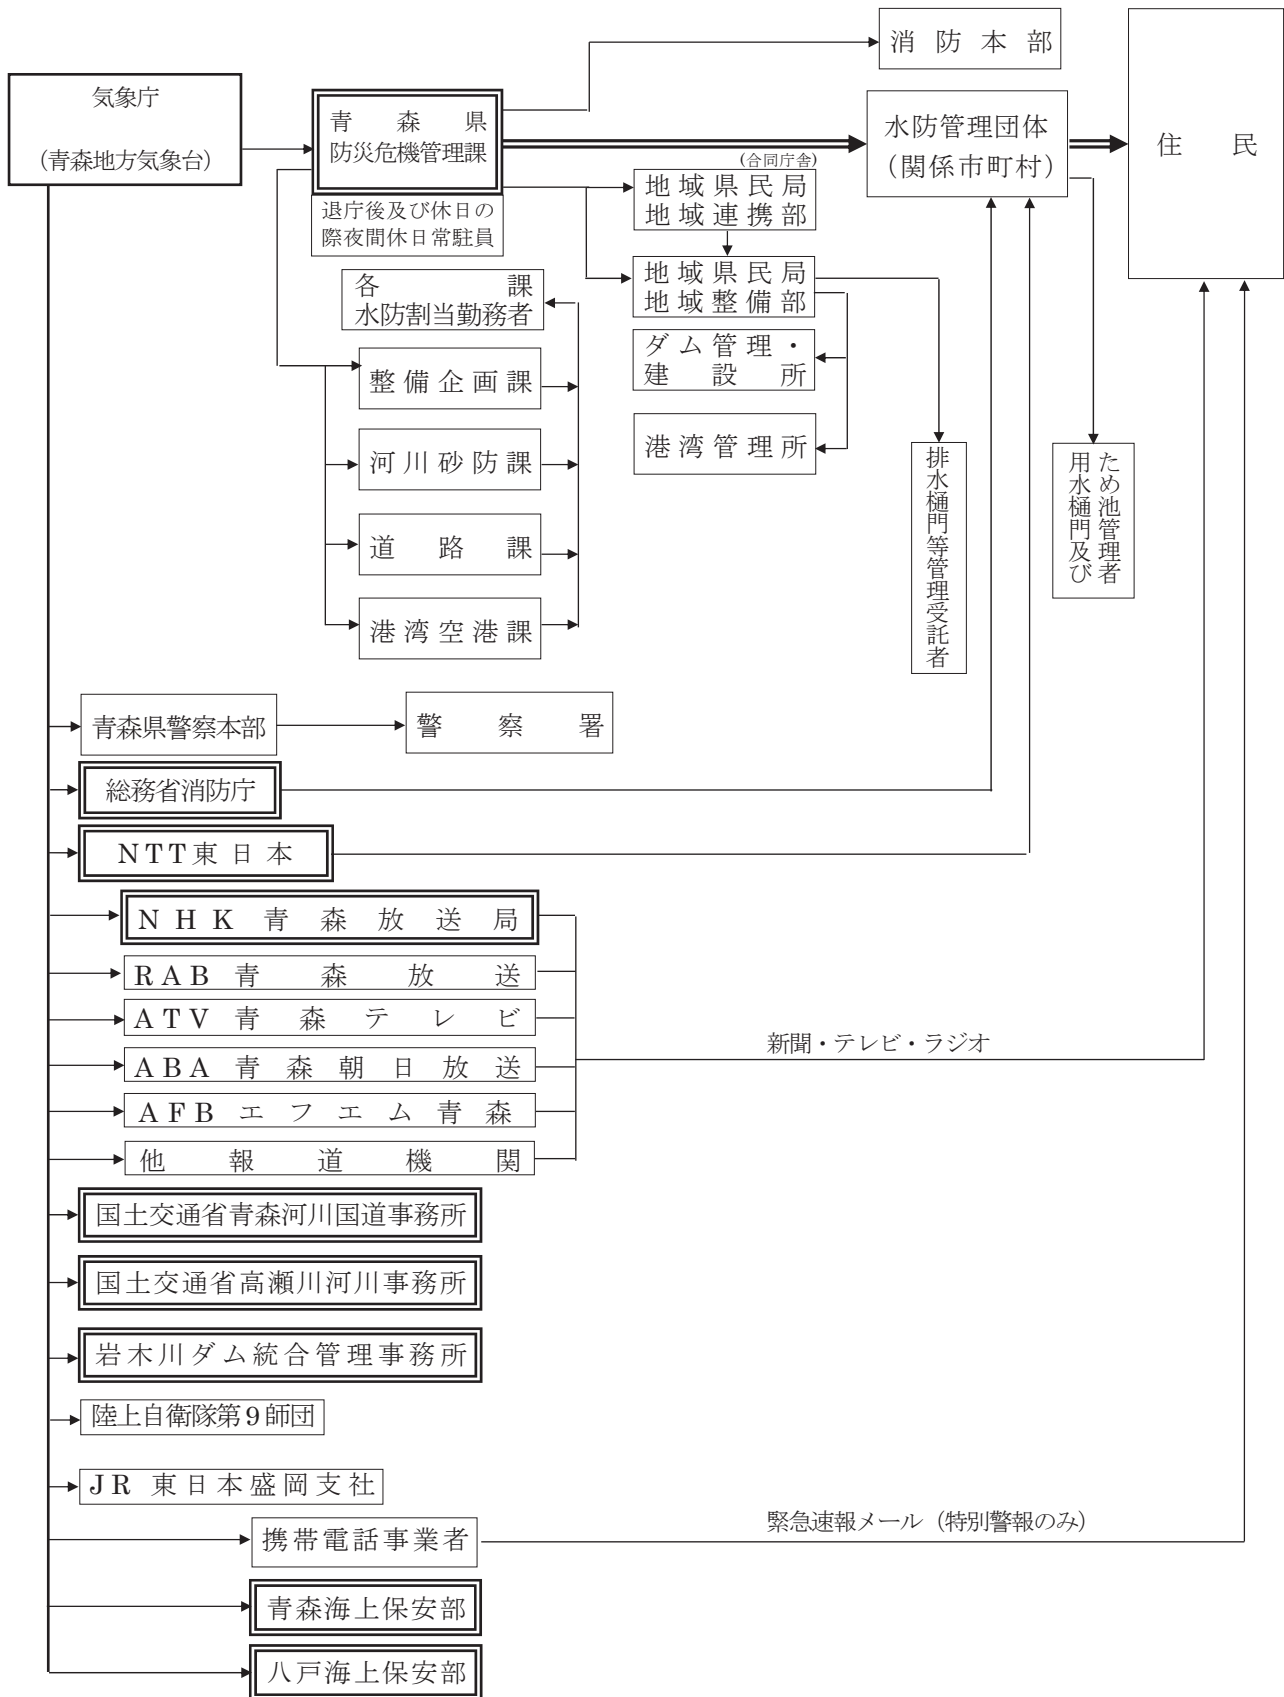 消防本部
気象庁
(青森地方気象台)
青森県
防災危機管理課
退庁後及び休日の
際夜間休日常駐員
水防管理団体
(関係市町村)
住民
(合同庁舎)
地域県民局
地域連携部
地域県民局
地域整備部
各課
水防割当勤務者
ダム管理・
建設所
整備企画課
港湾管理所
河川砂防課
道路課
港湾空港課
排水樋門等管理受託者
用水樋門及び
ため池管理者
青森県警察本部
警察署
総務省消防庁
NTT東日本
NHK青森放送局
RAB青森放送
ATV青森テレビ
ABA青森朝日放送
AFBエフエム青森
他報道機関
新聞・テレビ・ラジオ
国土交通省青森河川国道事務所
国土交通省高瀬川河川事務所
岩木川ダム統合管理事務所
陸上自衛隊第9師団
JR 東日本盛岡支社
携帯電話事業者
緊急速報メール(特別警報のみ)
青森海上保安部
八戸海上保安部